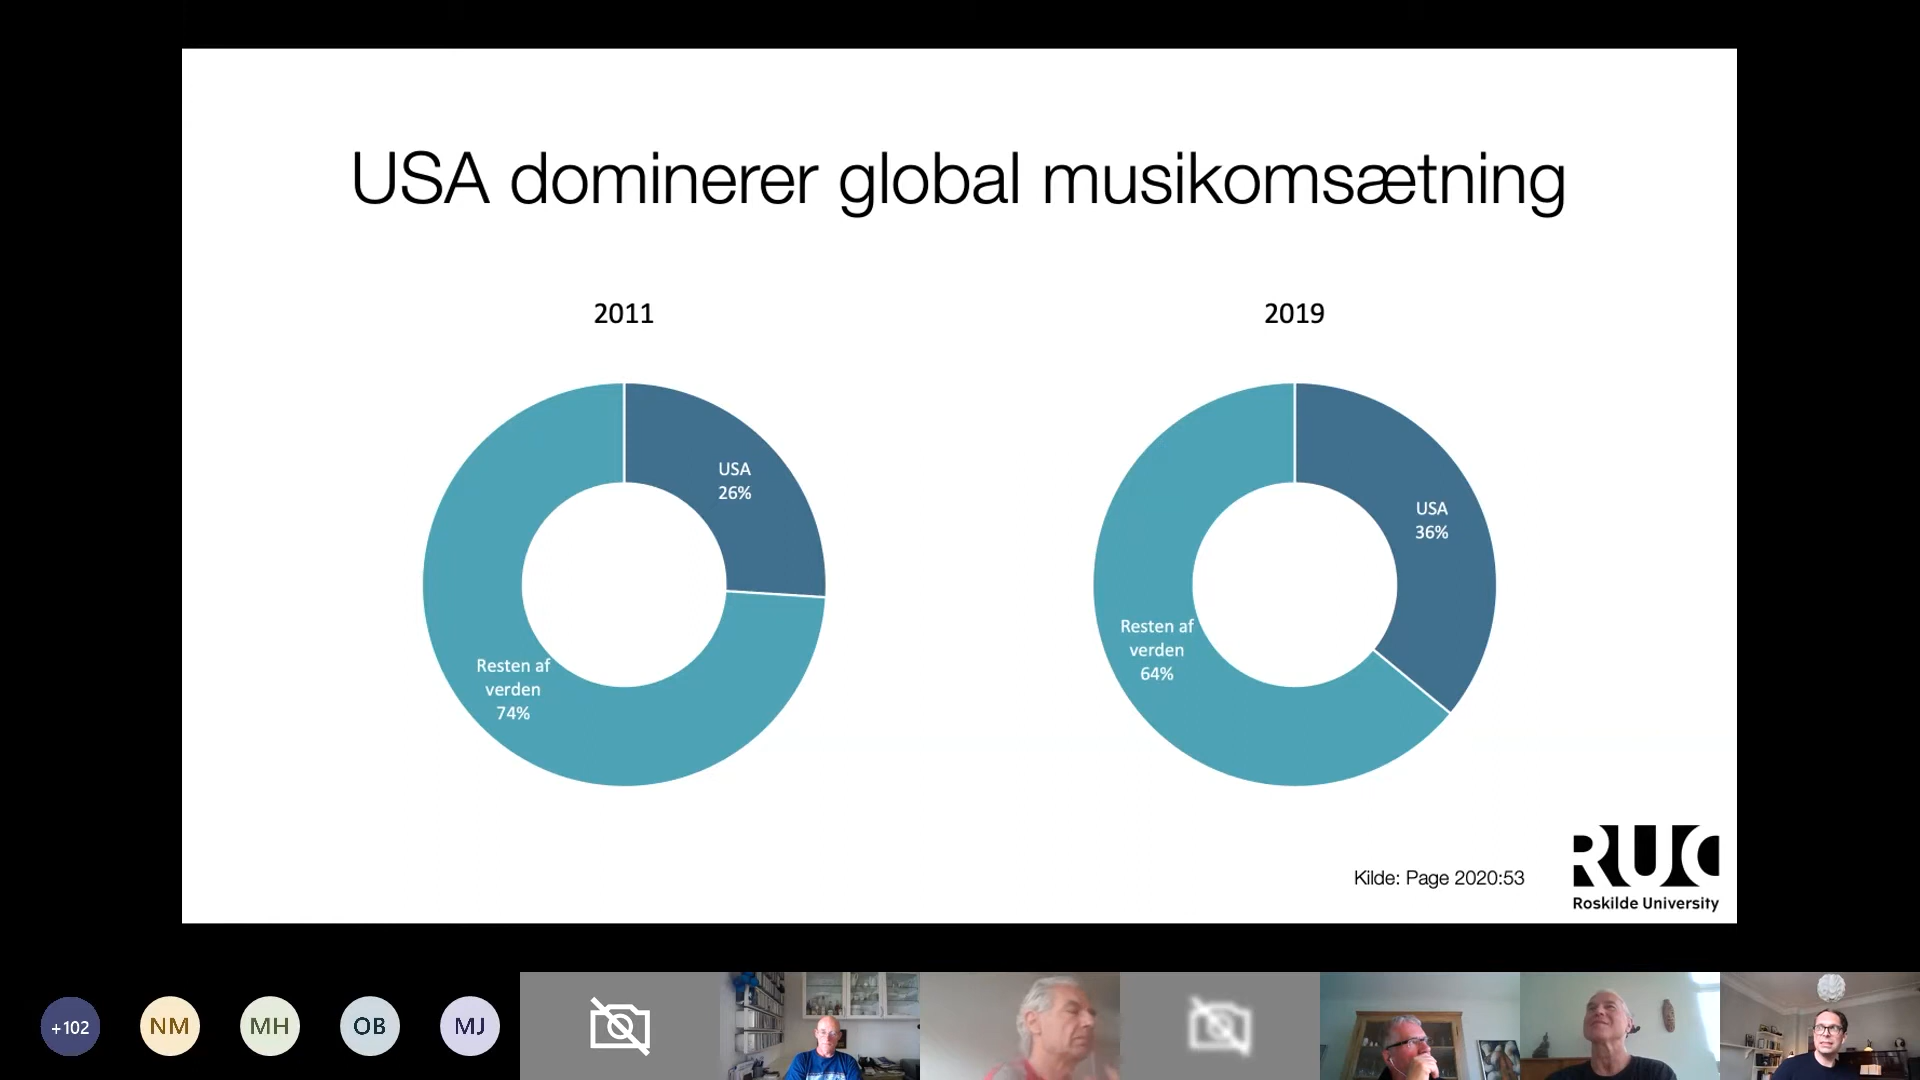 USA dominerer global musikomsætning
2011
USA
26%
Resten af
verden
74%
2019
USA
36%
Resten af
verden
64%
Kilde: Page 2020:53
RUC
Roskilde University
+102
NM
MH
OB
MJ